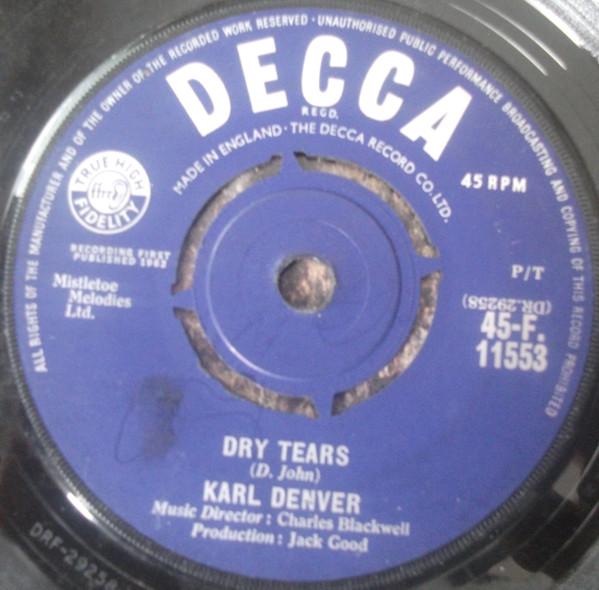 ALL RIGHTS OF THE MANUFACTURER AND OF THE OWNER OF THE RECORDED WORK RESERVED · UNAUTHORISED PUBLIC PERFORMANCE BROADCASTING AND COPYING OF THIS RECORD PROHIBITED
DECCA
REGD.
MADE IN ENGLAND · THE DECCA RECORD CO. LTD.
TRUE HIGH
ffrr
FIDELITY
45 RPM
RECORDING FIRST
PUBLISHED 1962
Mistletoe
Melodies
Ltd.
P/T
(DR.29258)
45-F.
11553
DRY TEARS
(D. John)
KARL DENVER
Music Director : Charles Blackwell
Production : Jack Good
DRF-29258